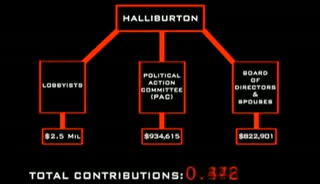 HALLIBURTON
LOBBYISTS
POLITICAL
ACTION
COMMITTEE
(PAC)
BOARD
OF
DIRECTORS
&
SPOUSES
$2.5 MIL
$934,615
$822,901
TOTAL CONTRIBUTIONS: